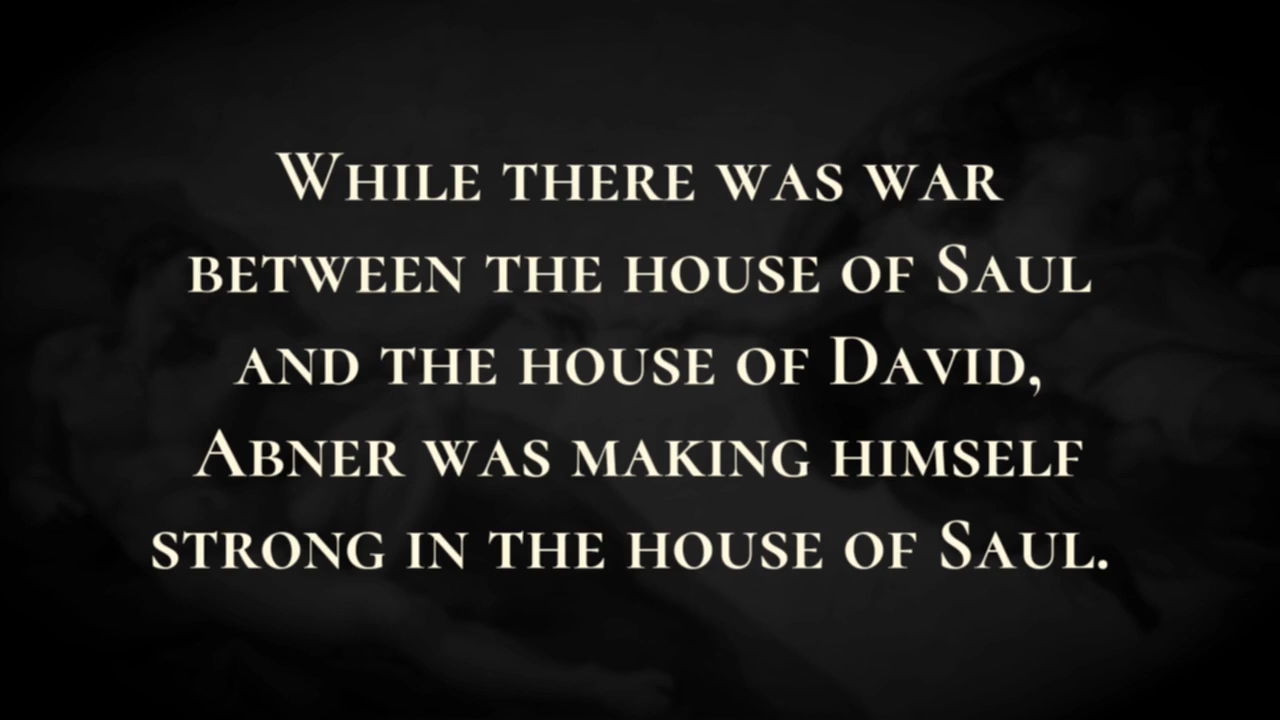 While there was war
between the house of Saul
and the house of David,
Abner was making himself
strong in the house of Saul.